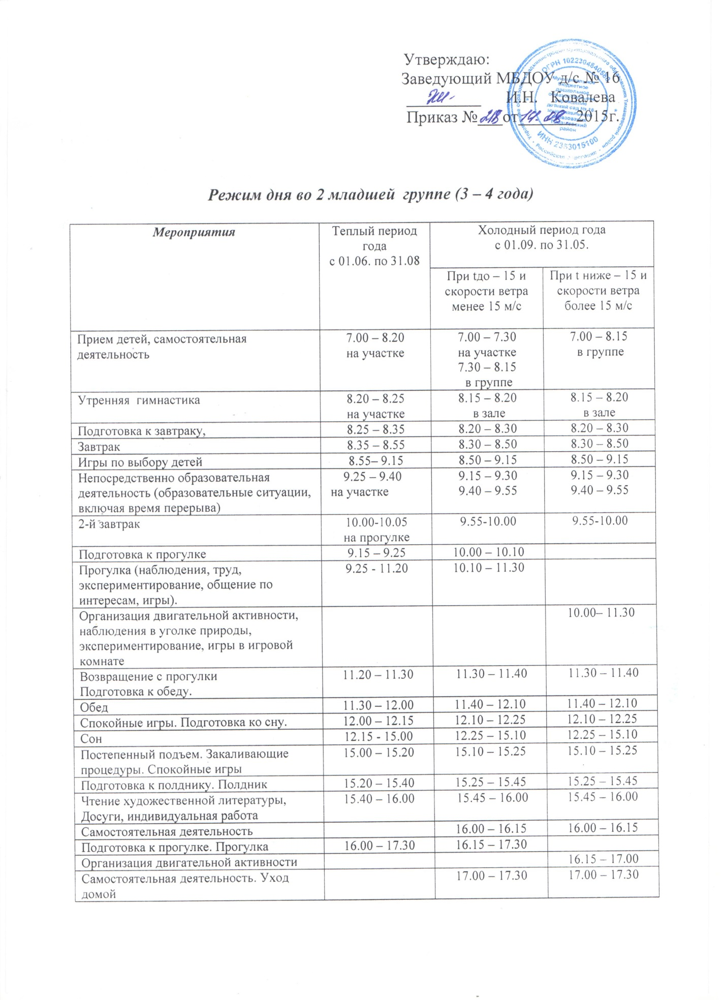 Утверждаю:
Заведующий МБДОУ д/с № 16
И.Н. Ковалева
Приказ № 218 от 2015г.
ОГРН 1022304840580
ИНН 2353015100
Режим дня во 2 младшей группе (3 – 4 года)
Мероприятия
Теплый период
года
с 01.06. по 31.08
Холодный период года
с 01.09. по 31.05.
При tдо – 15 и
скорости ветра
менее 15 м/с
При t ниже – 15 и
скорости ветра
более 15 м/с
Прием детей, самостоятельная
деятельность
7.00 – 8.20
на участке
7.00 – 7.30
на участке
7.30 – 8.15
в группе
7.00 – 8.15
в группе
Утренняя гимнастика
8.20 – 8.25
на участке
8.15 – 8.20
в зале
8.15 – 8.20
в зале
Подготовка к завтраку, 8.25 – 8.35 8.20 – 8.30 8.20 – 8.30
Завтрак 8.35 – 8.55 8.30 – 8.50 8.30 – 8.50
Игры по выбору детей 8.55– 9.15 8.50 – 9.15 8.50 – 9.15
Непосредственно образовательная
деятельность (образовательные ситуации,
включая время перерыва)
9.25 – 9.40
на участке
9.15 – 9.30
9.40 – 9.55
9.15 – 9.30
9.40 – 9.55
2-й завтрак
10.00-10.05
на прогулке
9.55-10.00
9.55-10.00
Подготовка к прогулке 9.15 – 9.25 10.00 – 10.10
Прогулка (наблюдения, труд,
экспериментирование, общение по
интересам, игры).
9.25 - 11.20
10.10 – 11.30
Организация двигательной активности,
наблюдения в уголке природы,
экспериментирование, игры в игровой
комнате
10.00– 11.30
Возвращение с прогулки
Подготовка к обеду.
11.20 – 11.30
11.30 – 11.40
11.30 – 11.40
Обед 11.30 – 12.00 11.40 – 12.10 11.40 – 12.10
Спокойные игры. Подготовка ко сну. 12.00 – 12.15 12.10 – 12.25 12.10 – 12.25
Сон 12.15 - 15.00 12.25 – 15.10 12.25 – 15.10
Постепенный подъем. Закаливающие
процедуры. Спокойные игры
15.00 – 15.20
15.10 – 15.25
15.10 – 15.25
Подготовка к полднику. Полдник 15.20 – 15.40 15.25 – 15.45 15.25 – 15.45
Чтение художественной литературы,
Досуги, индивидуальная работа
15.40 – 16.00
15.45 – 16.00
15.45 – 16.00
Самостоятельная деятельность 16.00 – 16.15 16.00 – 16.15
Подготовка к прогулке. Прогулка 16.00 – 17.30 16.15 – 17.30
Организация двигательной активности 16.15 – 17.00
Самостоятельная деятельность. Уход
домой
17.00 – 17.30
17.00 – 17.30